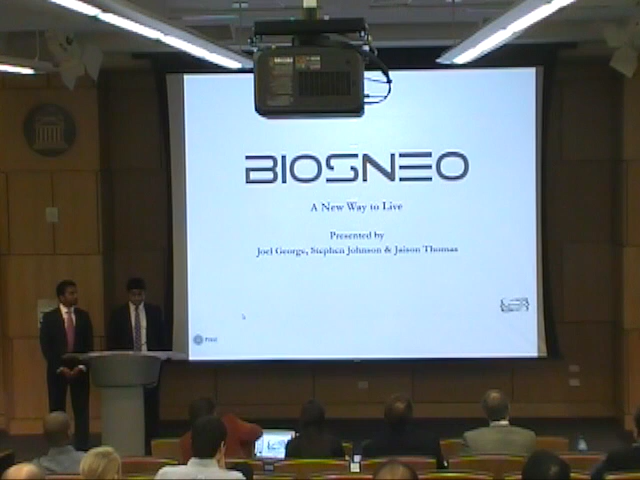 BIOSNEO
A New Way to Live
Presented by
Joel George, Stephen Johnson & Jaison Thomas